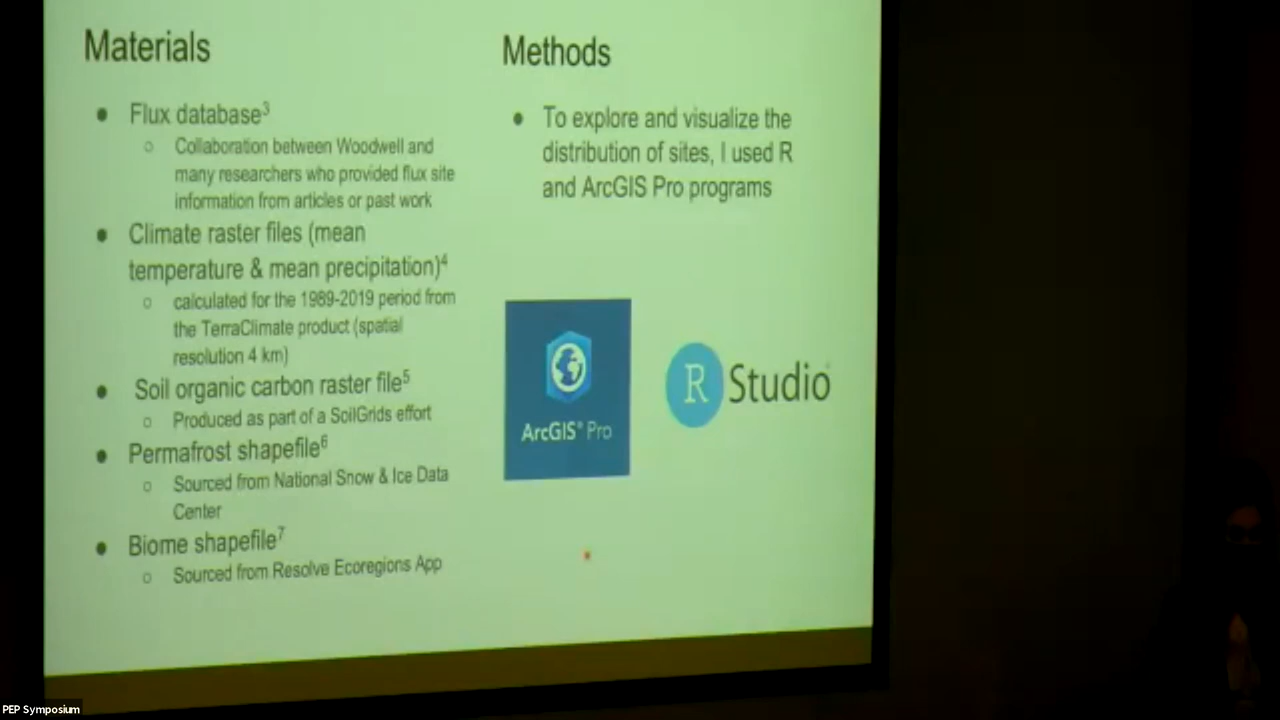 Materials
● Flux database³
○ Collaboration between Woodwell and
many researchers who provided flux site
information from articles or past work
● Climate raster files (mean
temperature & mean precipitation)⁴
○ calculated for the 1989-2019 period from
the TerraClimate product (spatial
resolution 4 km)
● Soil organic carbon raster file⁵
○ Produced as part of a SoilGrids effort
● Permafrost shapefile⁶
○ Sourced from National Snow & Ice Data
Center
● Biome shapefile⁷
○ Sourced from Resolve Ecoregions App
Methods
● To explore and visualize the
distribution of sites, I used R
and ArcGIS Pro programs
ArcGIS® Pro
R Studio
PEP Symposium